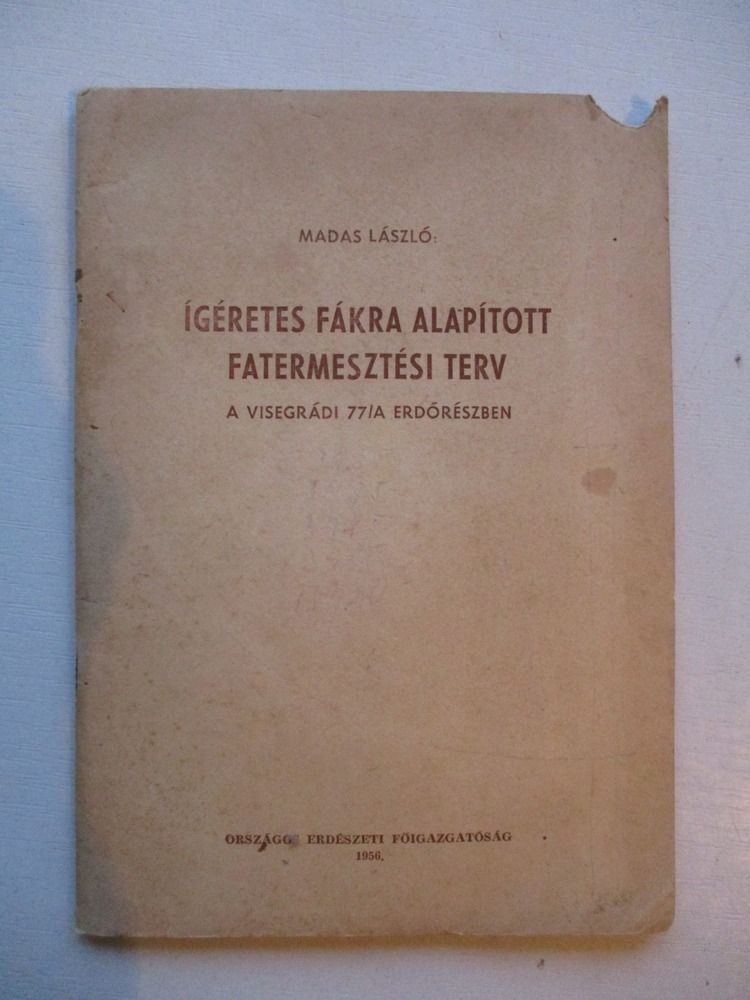 MADAS LÁSZLÓ:
ÍGÉRETES FÁKRA ALAPÍTOTT
FATERMESZTÉSI TERV
A VISEGRÁDI 77/A ERDŐRÉSZBEN
ORSZÁGOS ERDÉSZETI FŐIGAZGATÓSÁG
1956.